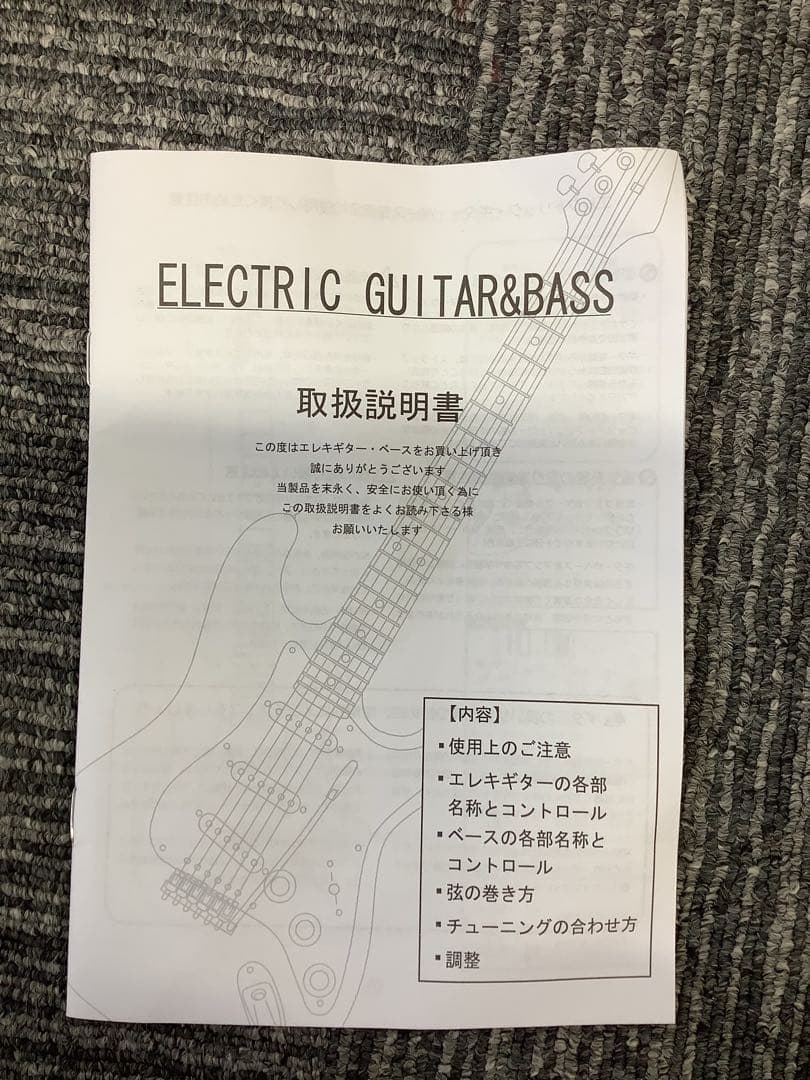 ELECTRIC GUITAR&BASS
取扱説明書
この度はエレキギター・ベースをお買い上げ頂き
誠にありがとうございます
当製品を末永く、安全にお使い頂く為に
この取扱説明書をよくお読み下さる様
お願いいたします
【内容】
▪使用上のご注意
▪エレキギターの各部
名称とコントロール
▪ベースの各部名称と
コントロール
▪弦の巻き方
▪チューニングの合わせ方
▪調整